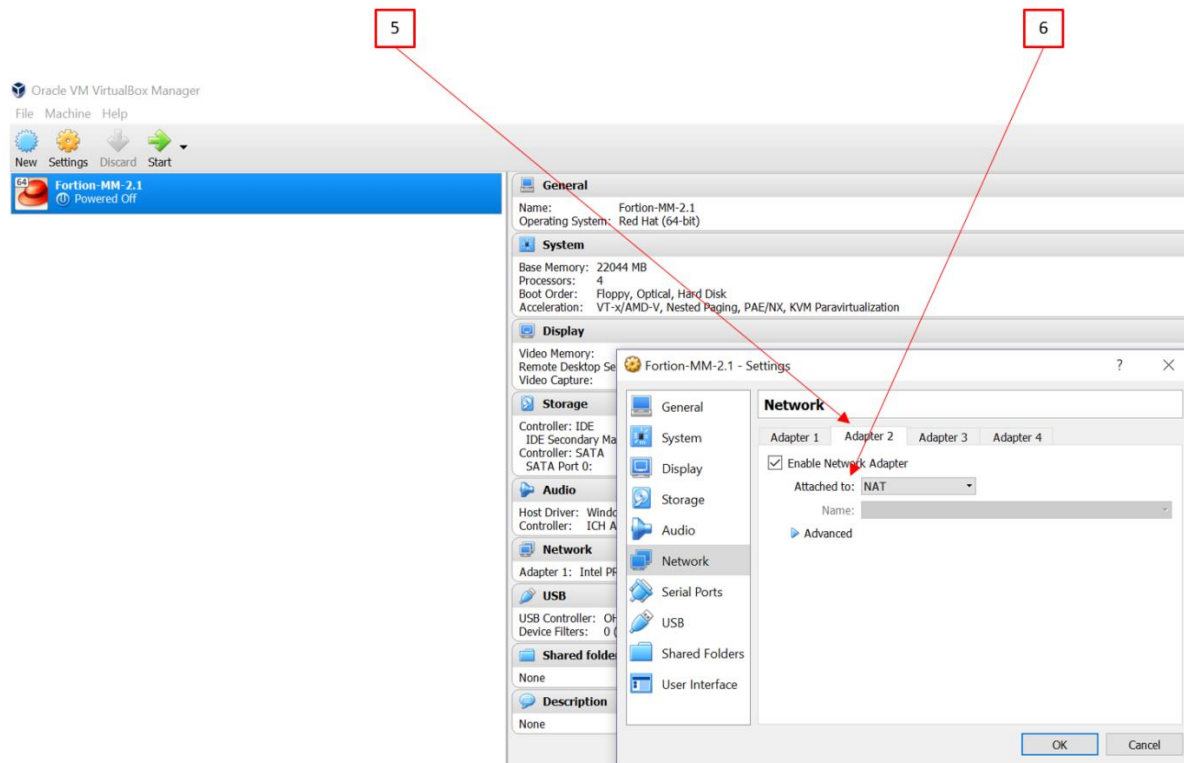 5
6
Oracle VM VirtualBox Manager
File Machine Help
New Settings Discard Start
64
Fortion-MM-2.1
Powered Off
General
Name: Fortion-MM-2.1
Operating System: Red Hat (64-bit)
System
Base Memory: 22044 MB
Processors: 4
Boot Order: Floppy, Optical, Hard Disk
Acceleration: VT-x/AMD-V, Nested Paging, PAE/NX, KVM Paravirtualization
Display
Video Memory:
Remote Desktop Se
Video Capture:
Storage
Controller: IDE
IDE Secondary Ma
Controller: SATA
SATA Port 0:
Audio
Host Driver: Windo
Controller: ICH A
Network
Adapter 1: Intel PR
USB
USB Controller: OH
Device Filters: 0 (
Shared folde
None
Description
None
Fortion-MM-2.1 - Settings ?
General
System
Display
Storage
Audio
Network
Serial Ports
USB
Shared Folders
User Interface
Network
Adapter 1 Adapter 2 Adapter 3 Adapter 4
Enable Network Adapter
Attached to: NAT
Name:
Advanced
OK Cancel